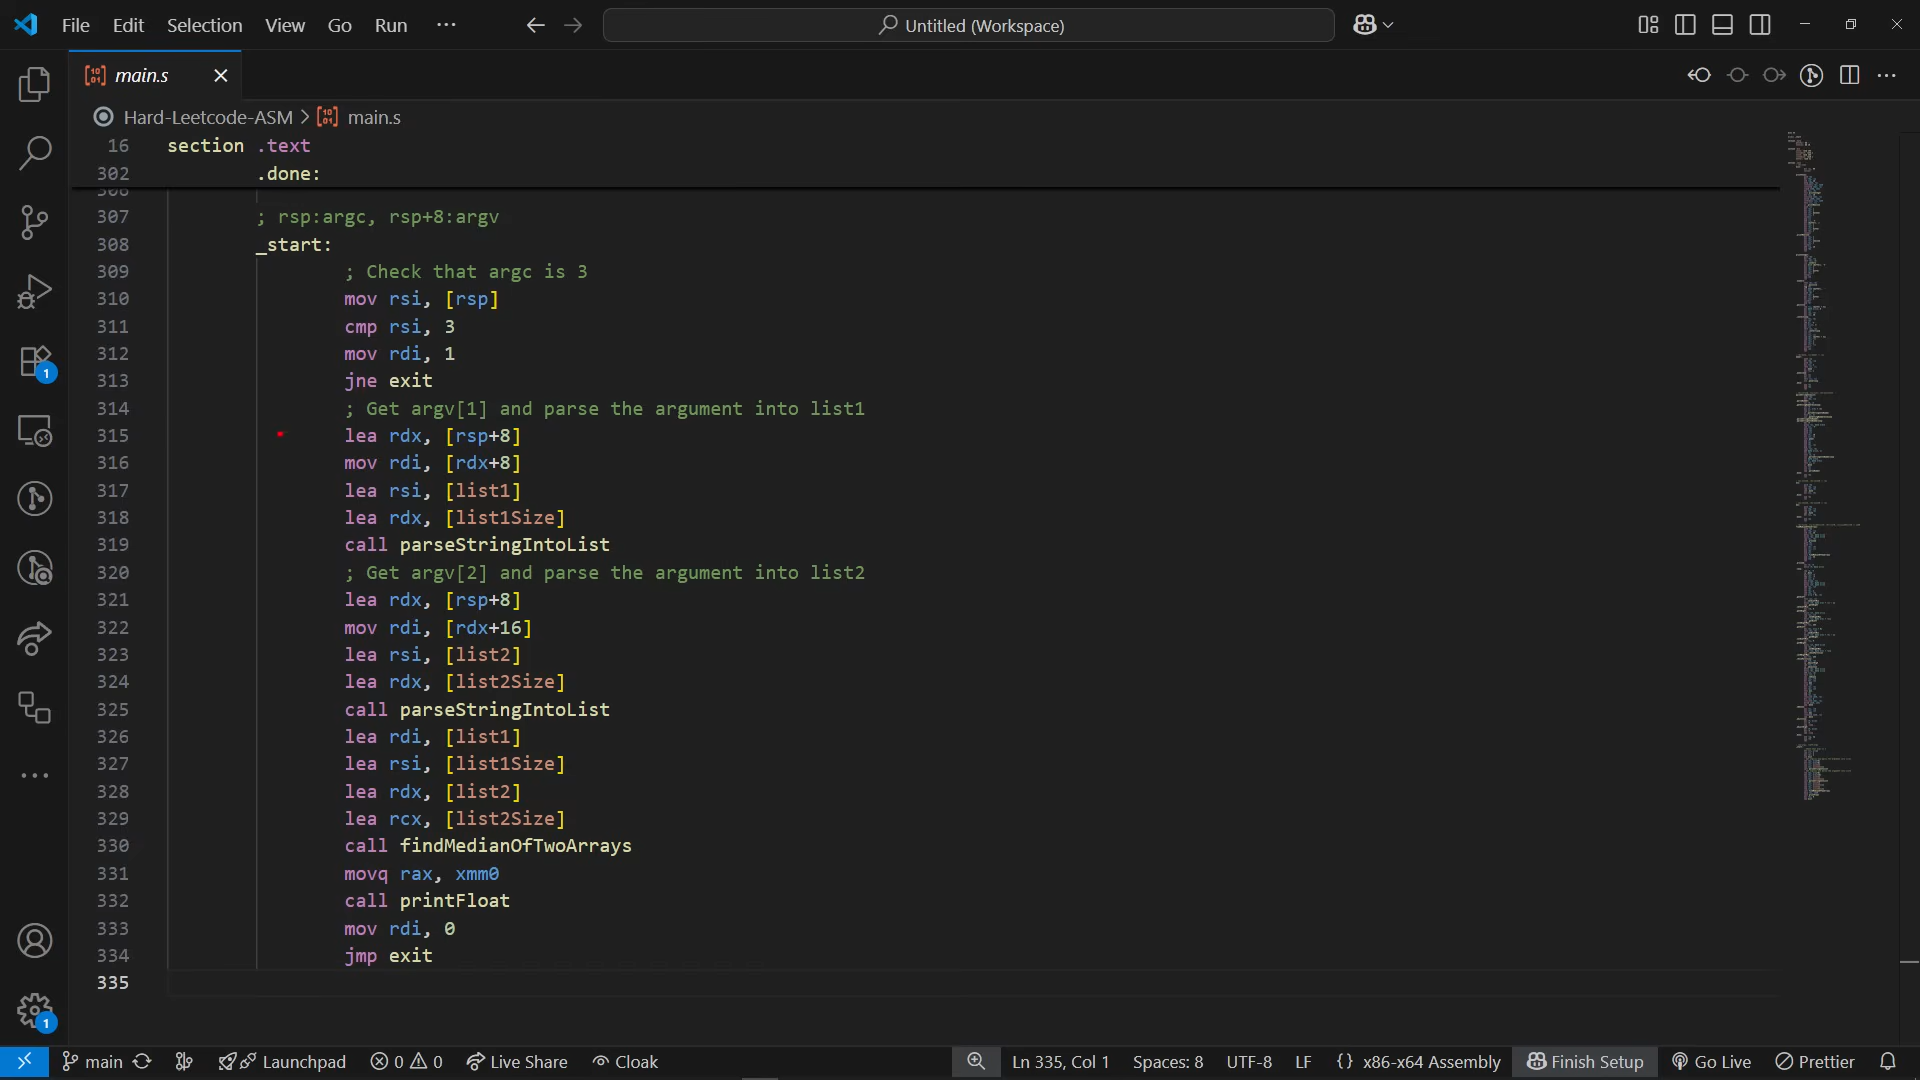 File Edit Selection View Go Run ···
Untitled (Workspace)
main.s
Hard-Leetcode-ASM > main.s
16 section .text
302 .done:
306
307 ; rsp:argc, rsp+8:argv
308 _start:
309 ; Check that argc is 3
310 mov rsi, [rsp]
311 cmp rsi, 3
312 mov rdi, 1
313 jne exit
314 ; Get argv[1] and parse the argument into list1
315 lea rdx, [rsp+8]
316 mov rdi, [rdx+8]
317 lea rsi, [list1]
318 lea rdx, [list1Size]
319 call parseStringIntoList
320 ; Get argv[2] and parse the argument into list2
321 lea rdx, [rsp+8]
322 mov rdi, [rdx+16]
323 lea rsi, [list2]
324 lea rdx, [list2Size]
325 call parseStringIntoList
326 lea rdi, [list1]
327 lea rsi, [list1Size]
328 lea rdx, [list2]
329 lea rcx, [list2Size]
330 call findMedianOfTwoArrays
331 movq rax, xmm0
332 call printFloat
333 mov rdi, 0
334 jmp exit
335
1
1
main Launchpad 0 0 Live Share Cloak Ln 335, Col 1 Spaces: 8 UTF-8 LF {} x86-x64 Assembly Finish Setup Go Live Prettier